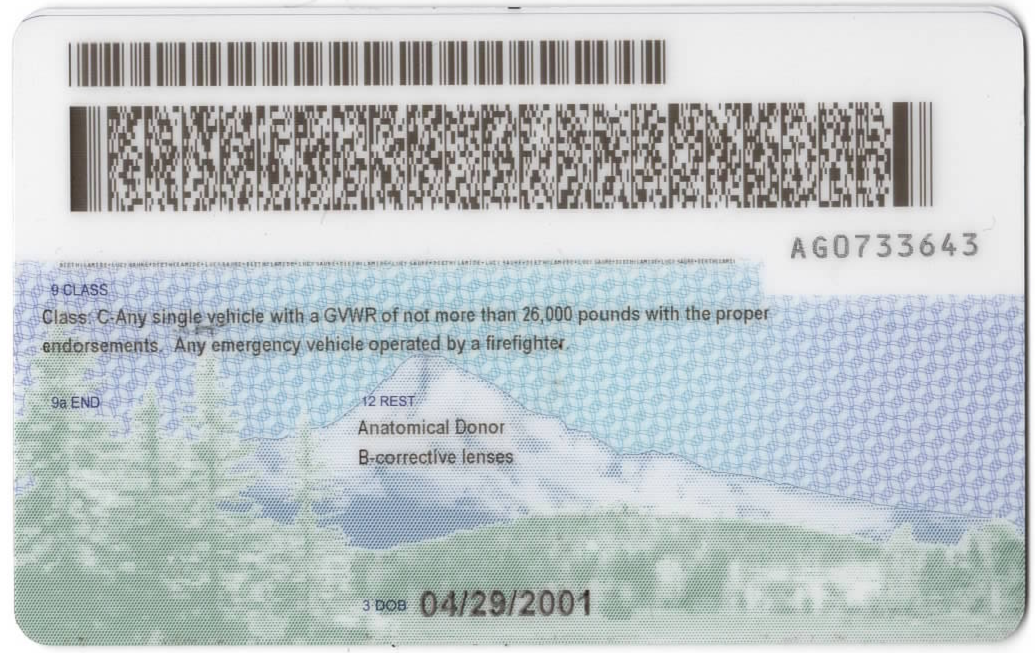 AG0733643
9 CLASS
Class: C-Any single vehicle with a GVWR of not more than 26,000 pounds with the proper
endorsements. Any emergency vehicle operated by a firefighter.
9a END
12 REST
Anatomical Donor
B-corrective lenses
3 DOB 04/29/2001